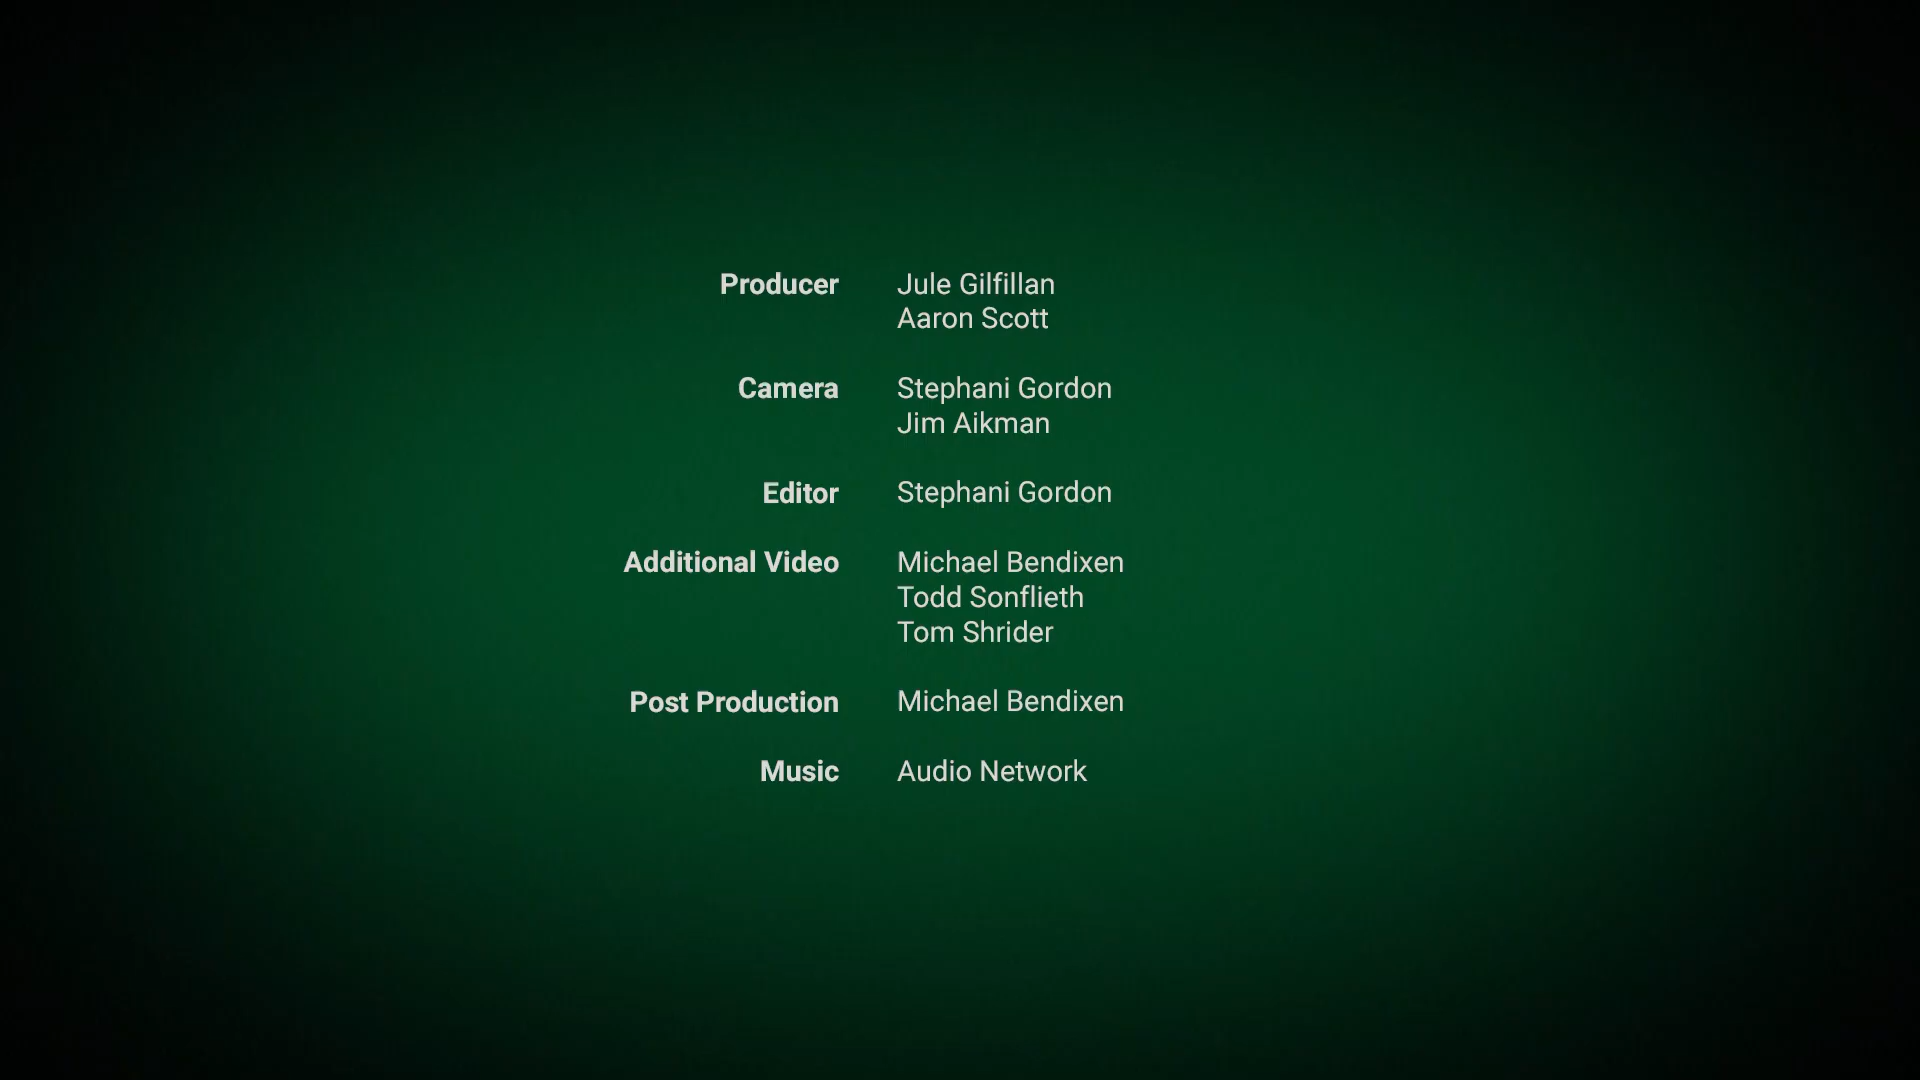 Producer Jule Gilfillan
Aaron Scott
Camera Stephani Gordon
Jim Aikman
Editor Stephani Gordon
Additional Video Michael Bendixen
Todd Sonflieth
Tom Shrider
Post Production Michael Bendixen
Music Audio Network